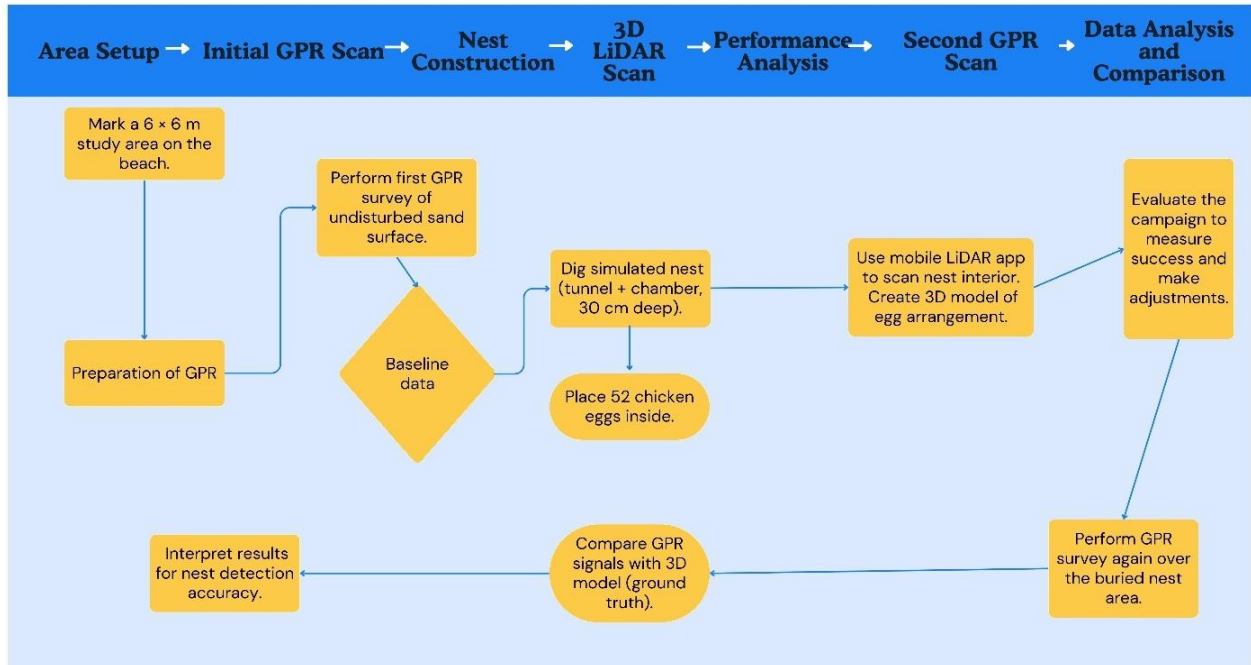 Area Setup
Initial GPR Scan
Nest
Construction
3D
LiDAR
Scan
Performance
Analysis
Second GPR
Scan
Data Analysis
and
Comparison
Mark a 6 × 6 m
study area on the
beach.
Preparation of GPR
Perform first GPR
survey of
undisturbed sand
surface.
Baseline
data
Dig simulated nest
(tunnel + chamber,
30 cm deep).
Place 52 chicken
eggs inside.
Use mobile LiDAR app
to scan nest interior.
Create 3D model of
egg arrangement.
Evaluate the
campaign to
measure
success and
make
adjustments.
Perform GPR
survey again over
the buried nest
area.
Compare GPR
signals with 3D
model (ground
truth).
Interpret results
for nest detection
accuracy.